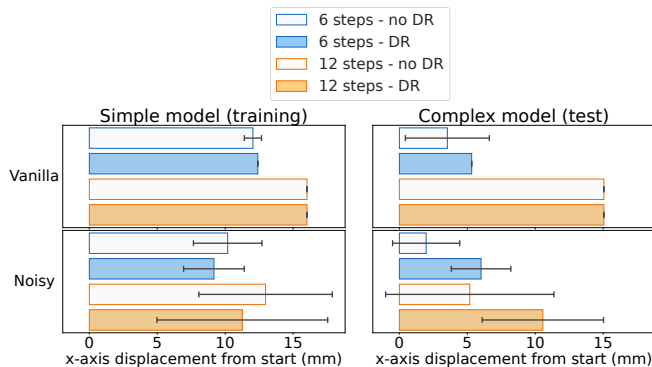 6 steps - no DR
6 steps - DR
12 steps - no DR
12 steps - DR
Simple model (training)
Complex model (test)
Vanilla
Noisy
0 5 10 15
0 5 10 15
x-axis displacement from start (mm)
x-axis displacement from start (mm)